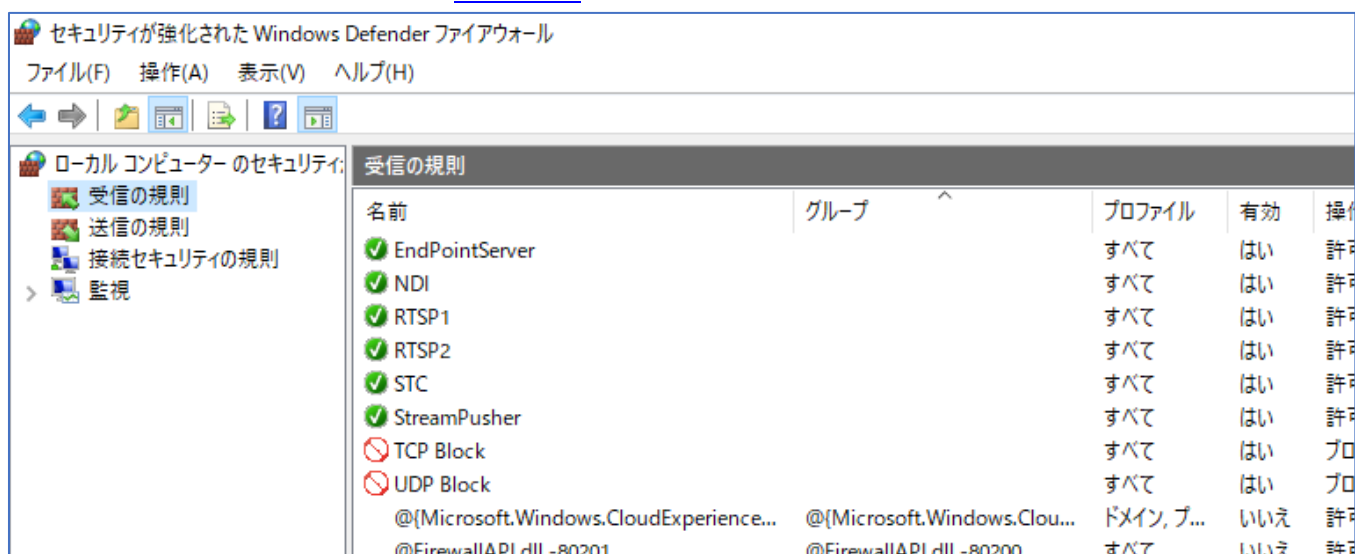 セキュリティが強化された Windows Defender ファイアウォール
ファイル(F) 操作(A) 表示(V) ヘルプ(H)
ローカル コンピューター のセキュリティ
受信の規則
送信の規則
接続セキュリティの規則
監視
受信の規則
名前 グループ プロファイル 有効
EndPointServer すべて はい
NDI すべて はい
RTSP1 すべて はい
RTSP2 すべて はい
STC すべて はい
StreamPusher すべて はい
TCP Block すべて はい
UDP Block すべて はい
@{Microsoft.Windows.CloudExperience... @{Microsoft.Windows.Clou... ドメイン, プ... いいえ
@FirewallAPI.dll,-80201 @FirewallAPI.dll,-80200 すべて いいえ